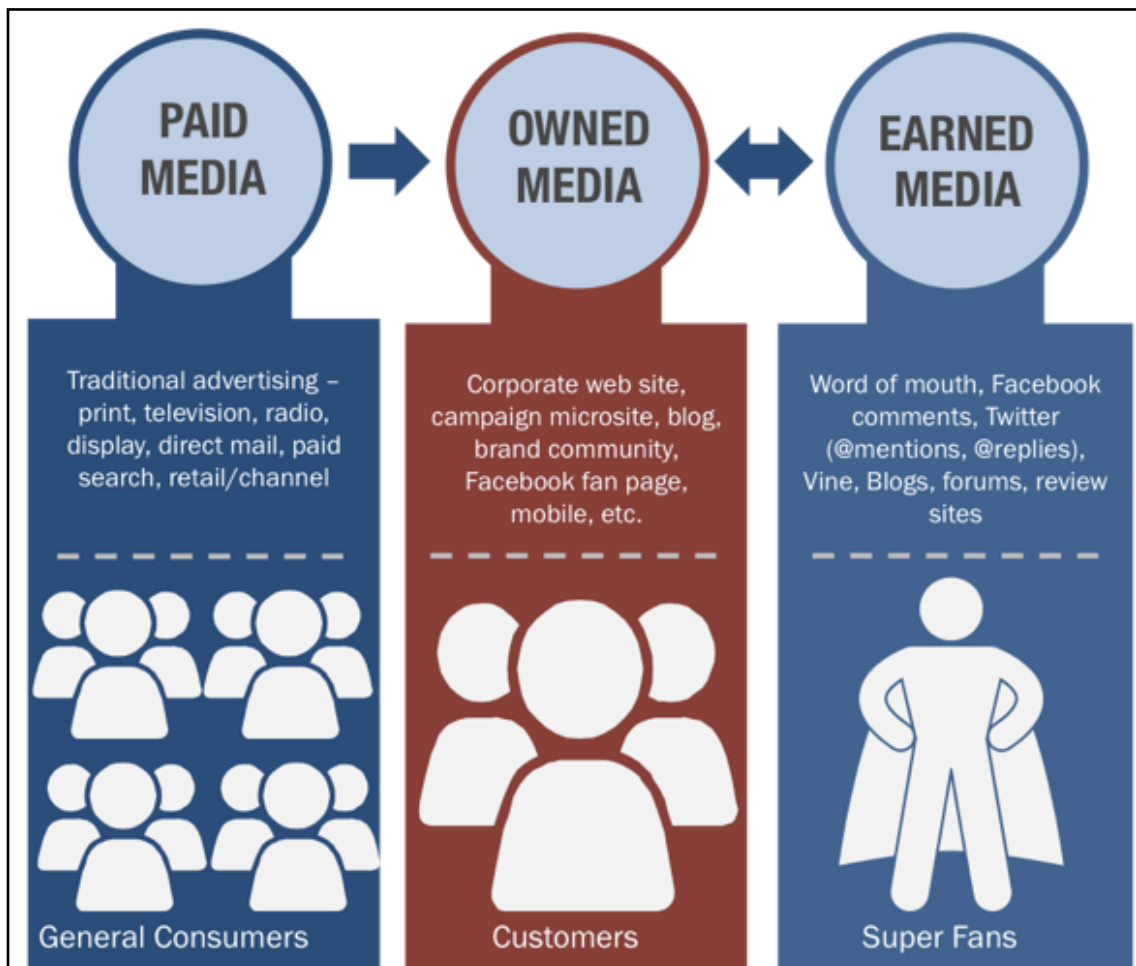 PAID
MEDIA
OWNED
MEDIA
EARNED
MEDIA
Traditional advertising –
print, television, radio,
display, direct mail, paid
search, retail/channel
Corporate web site,
campaign microsite, blog,
brand community,
Facebook fan page,
mobile, etc.
Word of mouth, Facebook
comments, Twitter
(@mentions, @replies),
Vine, Blogs, forums, review
sites
General Consumers
Customers
Super Fans